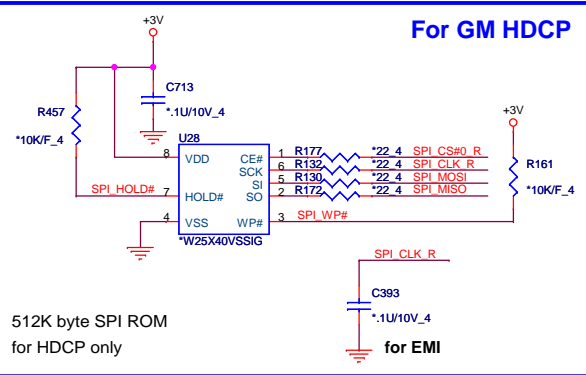 For GM HDCP
+3V
C713
*.1U/10V_4
R457
*10K/F_4
U28
8 VDD CE# 1 R177 *22_4 SPI_CS#0_R
SCK 6 R132 *22_4 SPI_CLK_R
SI 5 R130 *22_4 SPI_MOSI
SPI_HOLD# 7 HOLD# SO 2 R172 *22_4 SPI_MISO
4 VSS WP# 3 SPI_WP#
*W25X40VSSIG
+3V
R161
*10K/F_4
SPI_CLK_R
C393
*.1U/10V_4
512K byte SPI ROM
for HDCP only
for EMI